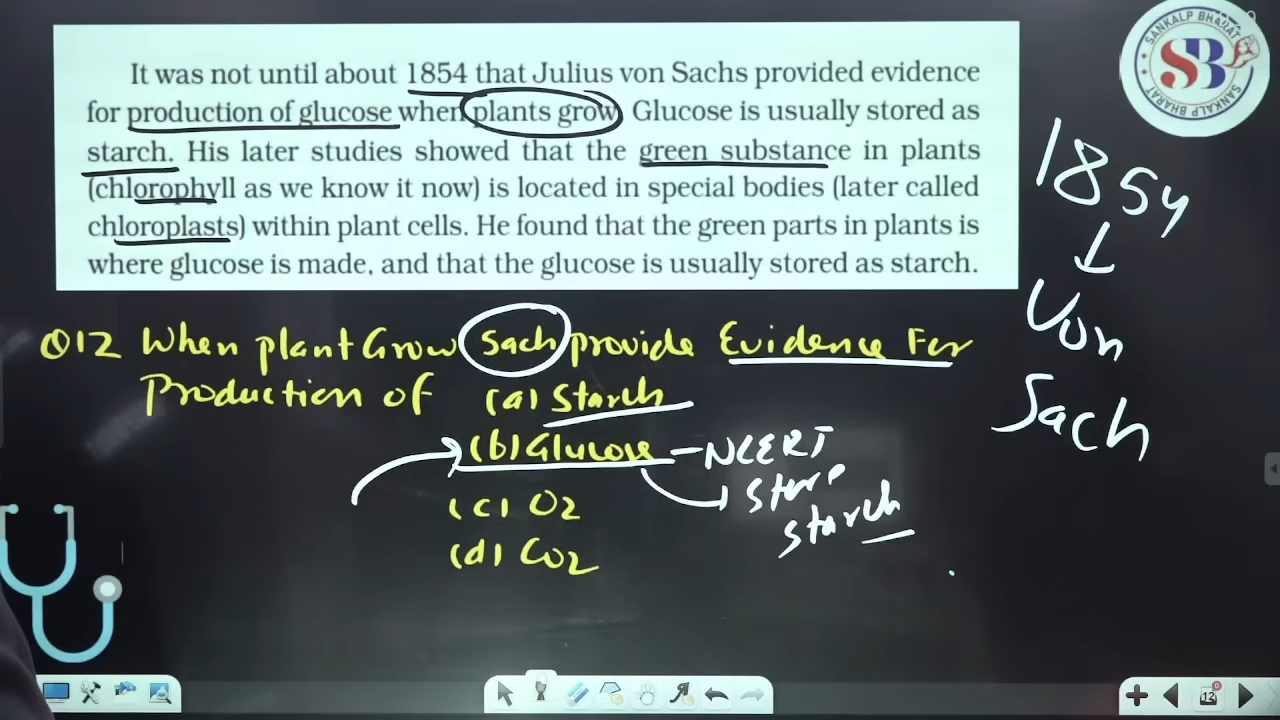 It was not until about 1854 that Julius von Sachs provided evidence
for production of glucose when plants grow. Glucose is usually stored as
starch. His later studies showed that the green substance in plants
(chlorophyll as we know it now) is located in special bodies (later called
chloroplasts) within plant cells. He found that the green parts in plants is
where glucose is made, and that the glucose is usually stored as starch.
SANKALP BHARAT
SB
SANKALP BHARAT
1854
↓
Von
Sach
Q12 When plant Grow Sach provide Evidence For
Production of (a) Starch
(b) Glucose - NCERT
Store
starch
(c) O2
(d) CO2
12